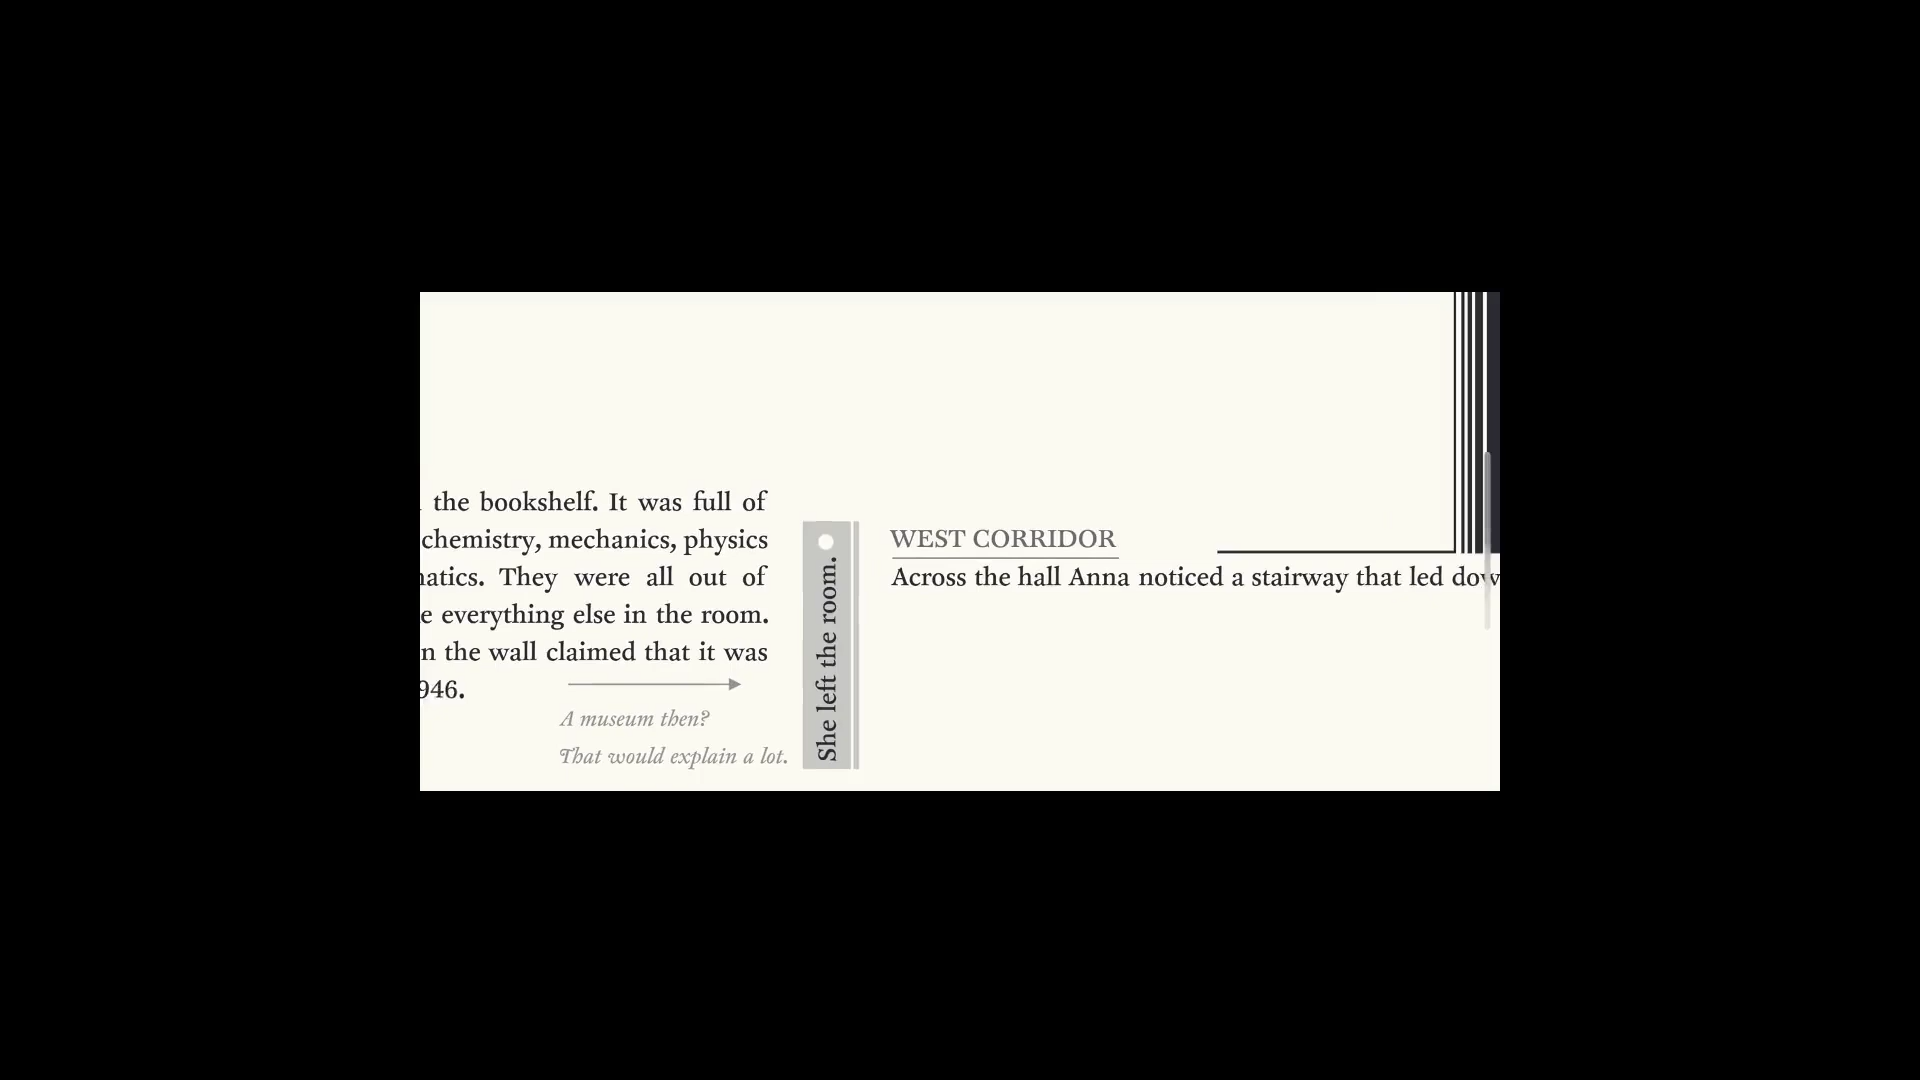 the bookshelf. It was full of
chemistry, mechanics, physics
They were all out of
everything else in the room.
the wall claimed that it was
946.
A museum then?
That would explain a lot.
She left the room.
WEST CORRIDOR
Across the hall Anna noticed a stairway that led